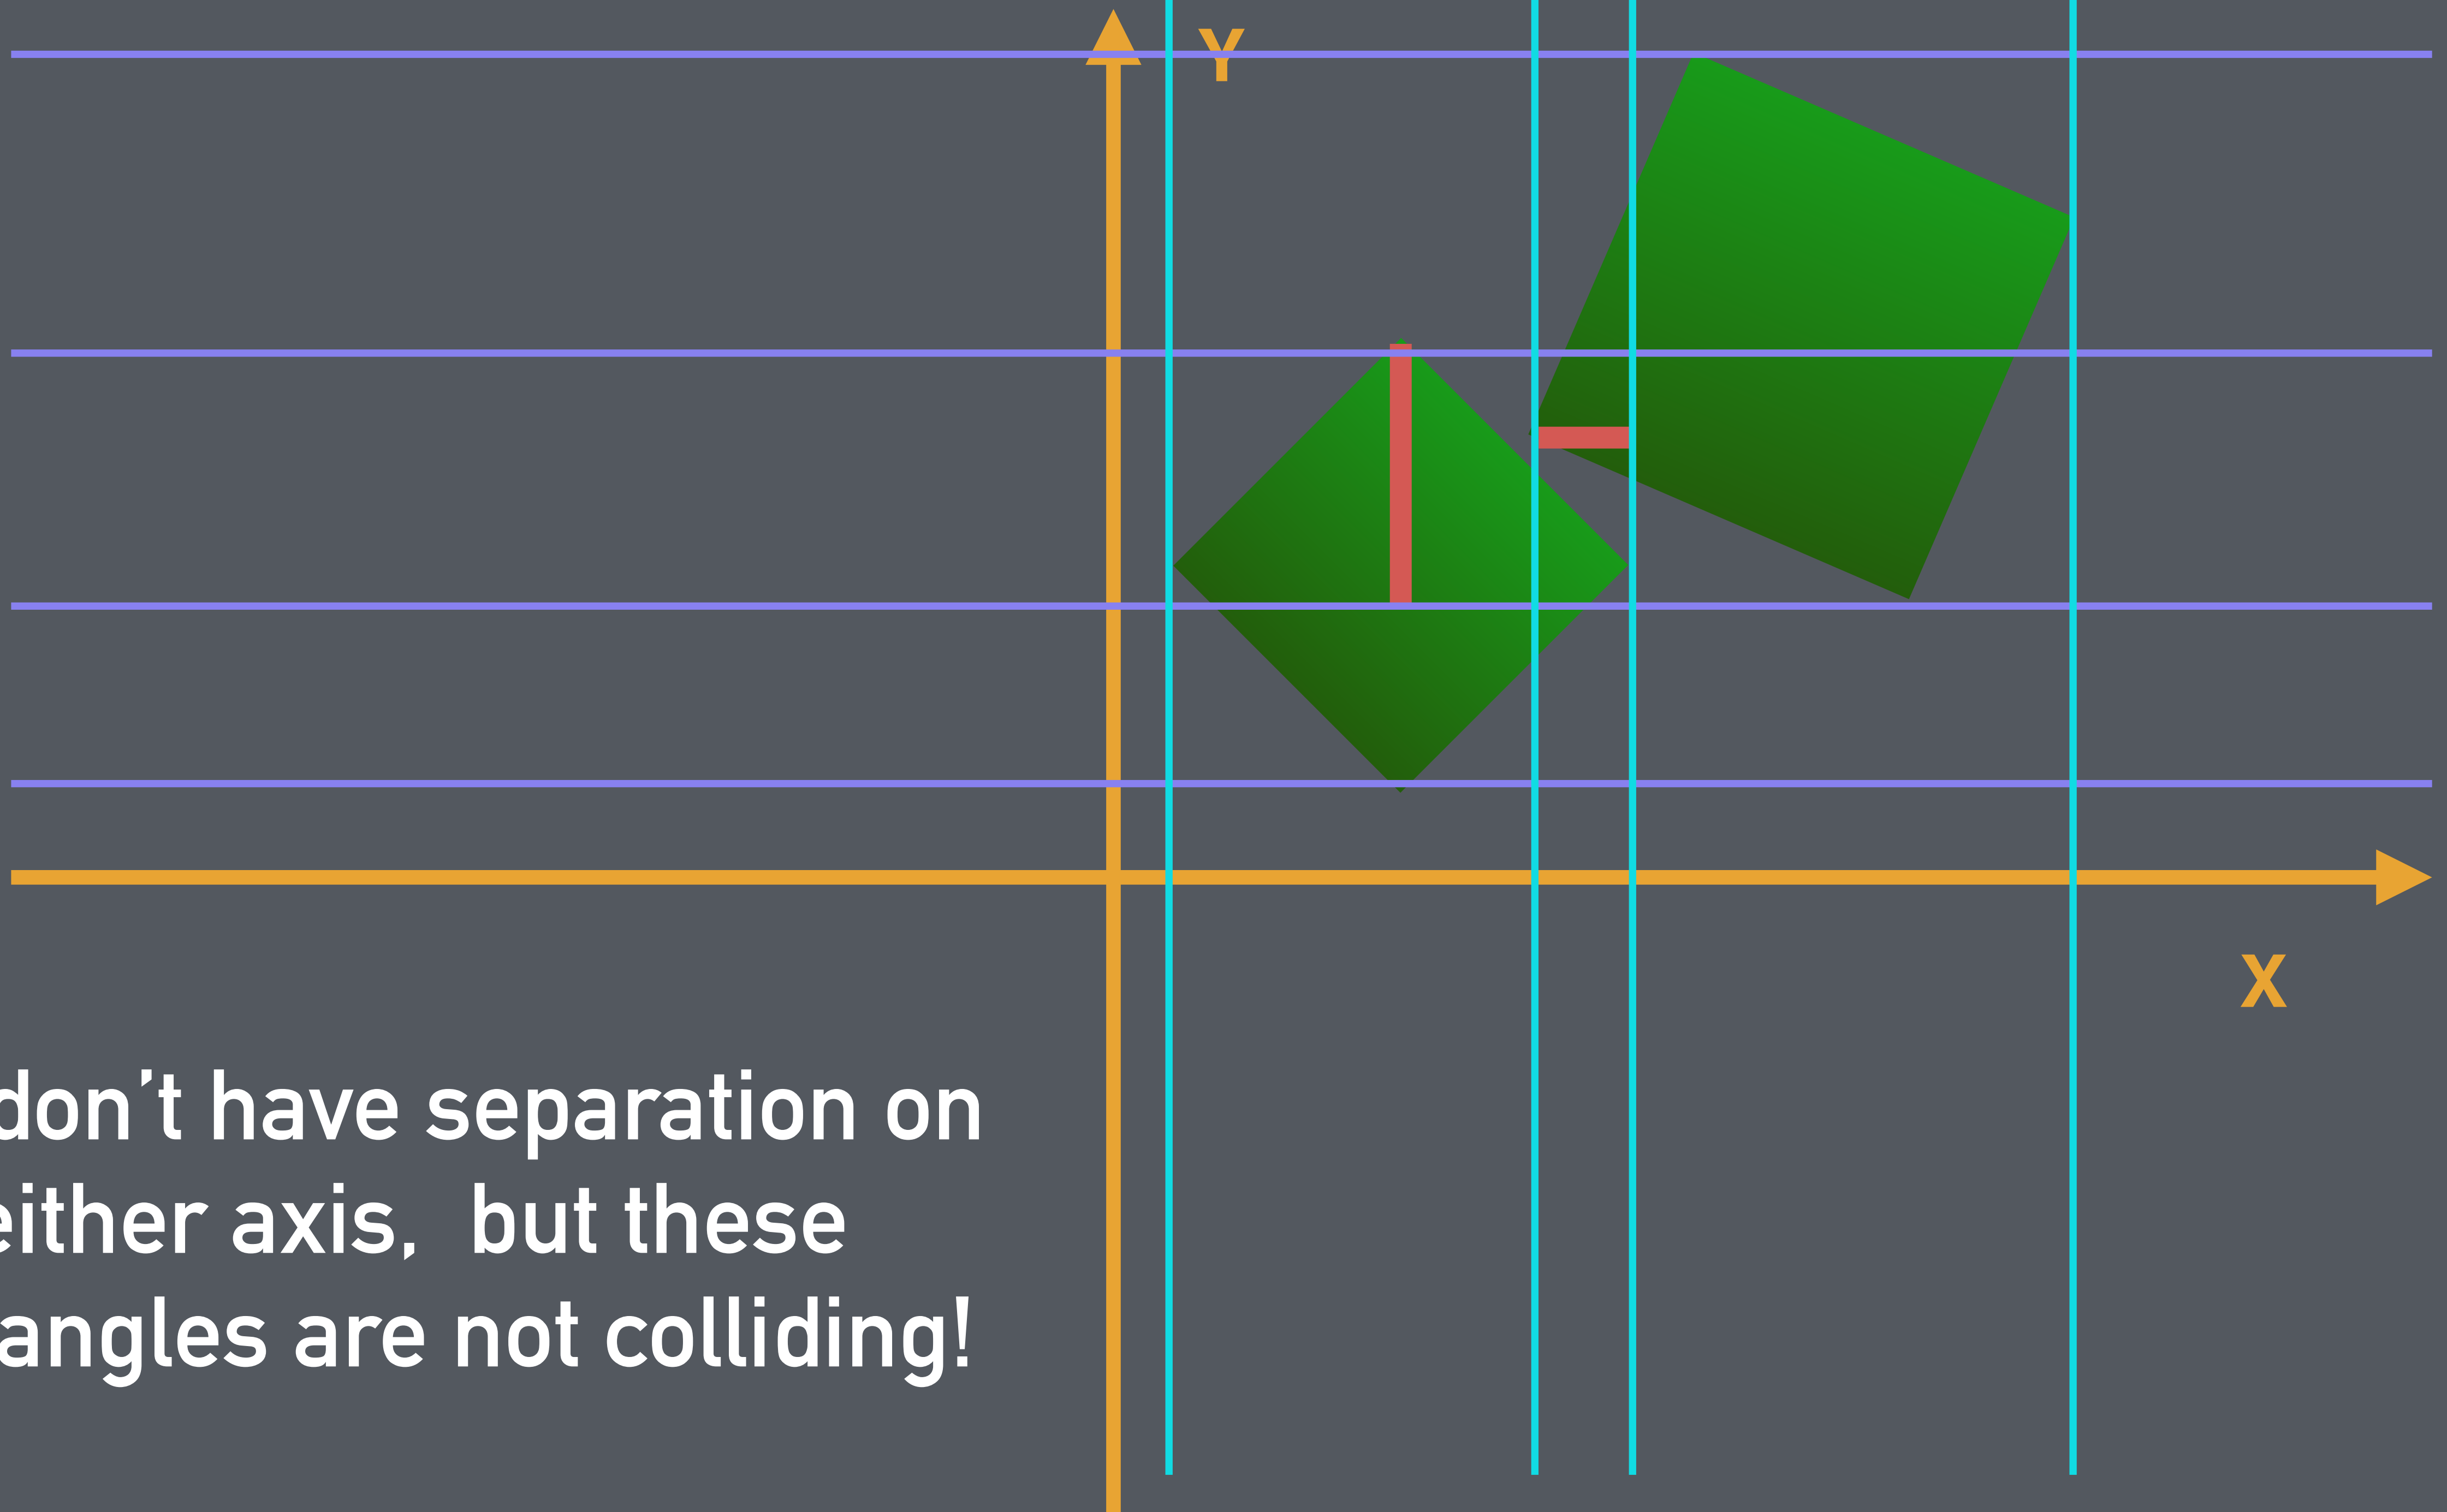 Y
X
don’t have separation on
either axis,  but these
angles are not colliding!